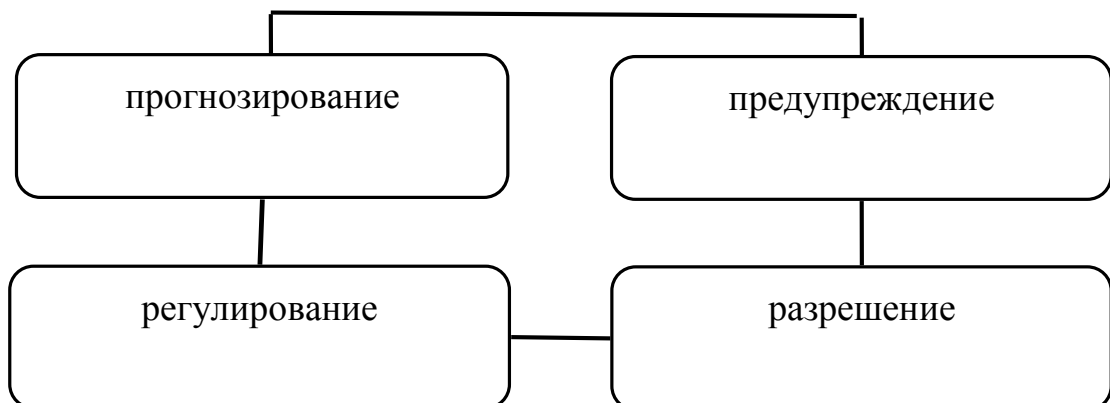 прогнозирование
предупреждение
регулирование
разрешение